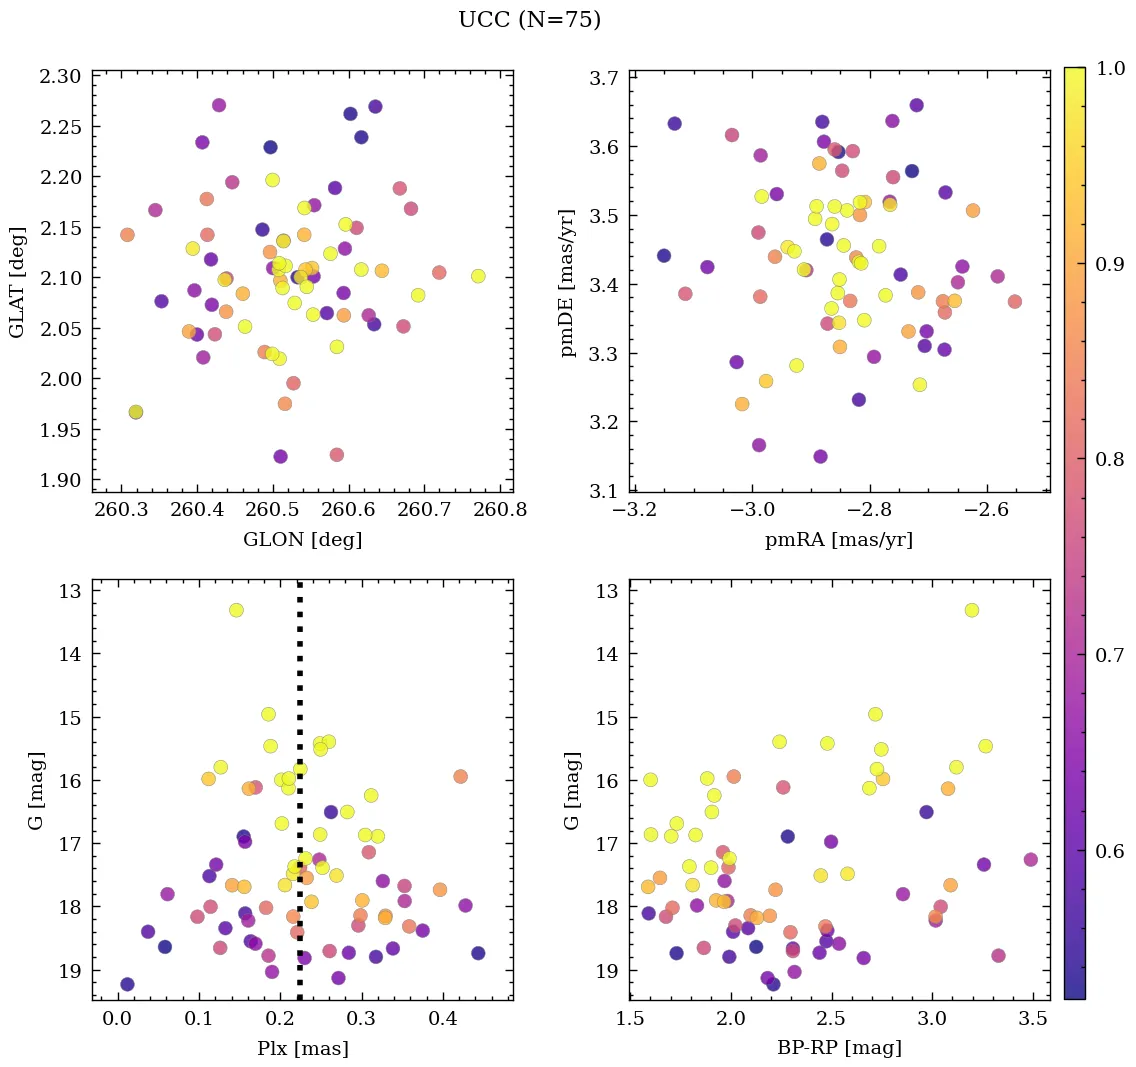 UCC (N=75)
2.30
2.25
2.20
2.15
2.10
2.05
2.00
1.95
1.90
GLAT [deg]
260.3 260.4 260.5 260.6 260.7 260.8
GLON [deg]
3.7
3.6
3.5
3.4
3.3
3.2
3.1
pmDE [mas/yr]
−3.2 −3.0 −2.8 −2.6
pmRA [mas/yr]
1.0
0.9
0.8
0.7
0.6
13
14
15
16
17
18
19
G [mag]
0.0 0.1 0.2 0.3 0.4
Plx [mas]
13
14
15
16
17
18
19
G [mag]
1.5 2.0 2.5 3.0 3.5
BP-RP [mag]